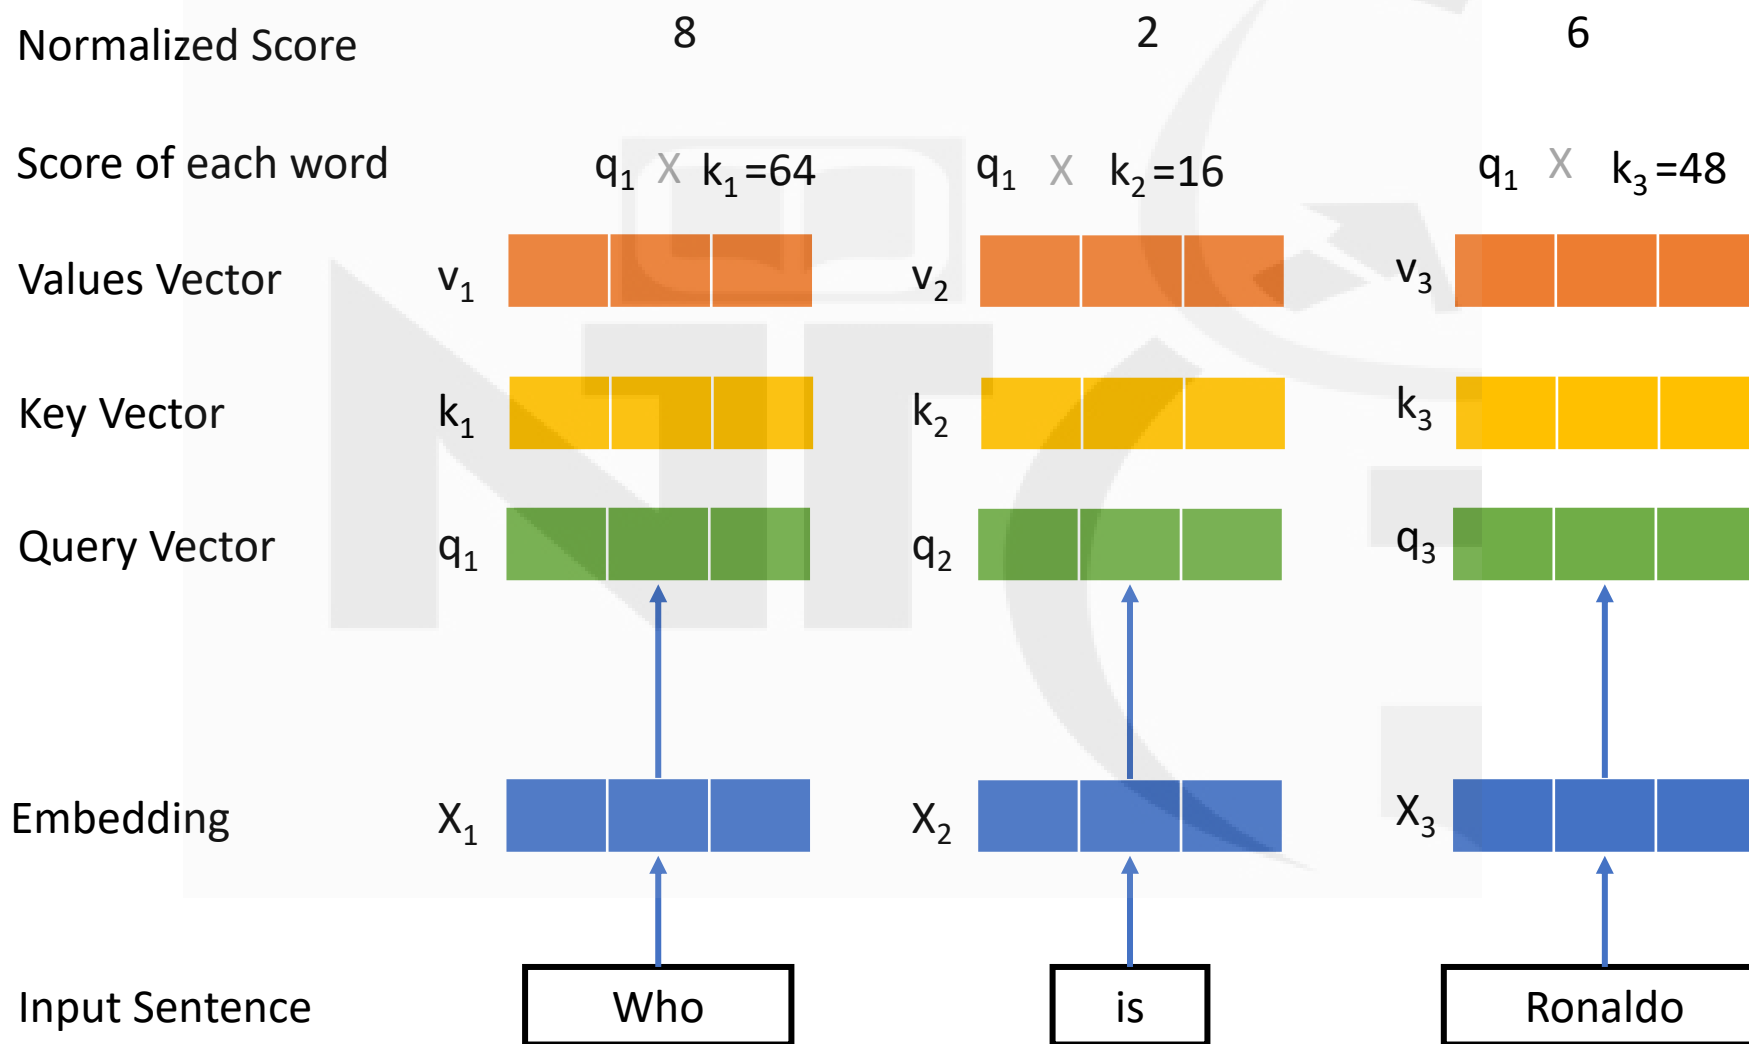 Normalized Score 8 2 6
Score of each word q₁ X k₁=64 q₁ X k₂=16 q₁ X k₃=48
Values Vector v₁ v₂ v₃
Key Vector k₁ k₂ k₃
Query Vector q₁ q₂ q₃
Embedding X₁ X₂ X₃
Input Sentence Who is Ronaldo